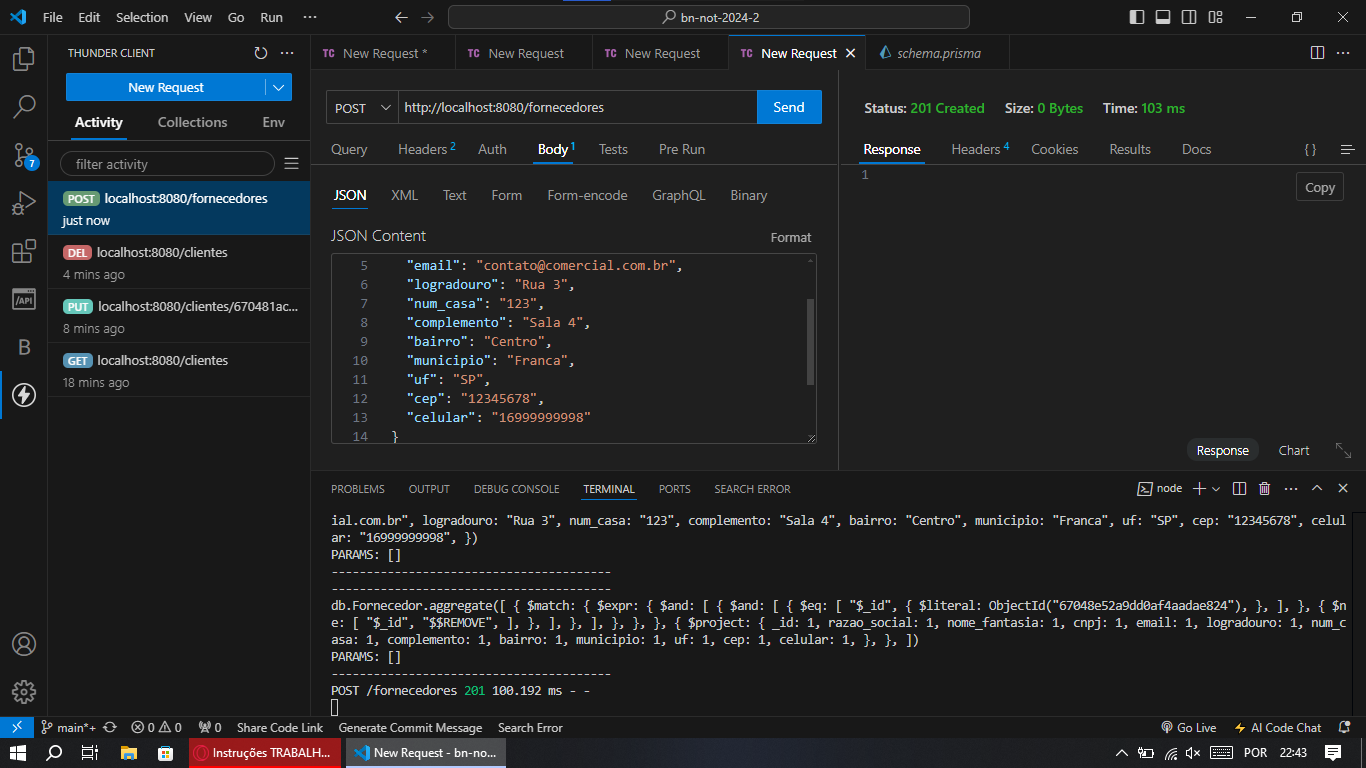 File Edit Selection View Go Run ··· bn-not-2024-2
THUNDER CLIENT
New Request
Activity Collections Env
filter activity
POST localhost:8080/fornecedores
just now
DEL localhost:8080/clientes
4 mins ago
PUT localhost:8080/clientes/670481ac...
8 mins ago
GET localhost:8080/clientes
18 mins ago
7
/API
B
TC New Request * TC New Request TC New Request TC New Request schema.prisma
POST http://localhost:8080/fornecedores Send
Query Headers 2 Auth Body 1 Tests Pre Run
JSON XML Text Form Form-encode GraphQL Binary
JSON Content Format
5 "email": "contato@comercial.com.br",
6 "logradouro": "Rua 3",
7 "num_casa": "123",
8 "complemento": "Sala 4",
9 "bairro": "Centro",
10 "municipio": "Franca",
11 "uf": "SP",
12 "cep": "12345678",
13 "celular": "16999999998"
14 }
Status: 201 Created Size: 0 Bytes Time: 103 ms
Response Headers 4 Cookies Results Docs { }
1
Copy
Response Chart
PROBLEMS OUTPUT DEBUG CONSOLE TERMINAL PORTS SEARCH ERROR node
ial.com.br", logradouro: "Rua 3", num_casa: "123", complemento: "Sala 4", bairro: "Centro", municipio: "Franca", uf: "SP", cep: "12345678", celul
ar: "16999999998", })
PARAMS: []
----------------------------------------
----------------------------------------
db.Fornecedor.aggregate([ { $match: { $expr: { $and: [ { $and: [ { $eq: [ "$_id", { $literal: ObjectId("67048e52a9dd0af4aadae824"), }, ], }, { $n
e: [ "$_id", "$$REMOVE", ], }, ], }, ], }, }, }, { $project: { _id: 1, razao_social: 1, nome_fantasia: 1, cnpj: 1, email: 1, logradouro: 1, num_c
asa: 1, complemento: 1, bairro: 1, municipio: 1, uf: 1, cep: 1, celular: 1, }, }, ])
PARAMS: []
----------------------------------------
POST /fornecedores 201 100.192 ms - -
main*+ 0 0 0 Share Code Link Generate Commit Message Search Error Go Live AI Code Chat
Instruções TRABALH... New Request - bn-no... POR 22:43